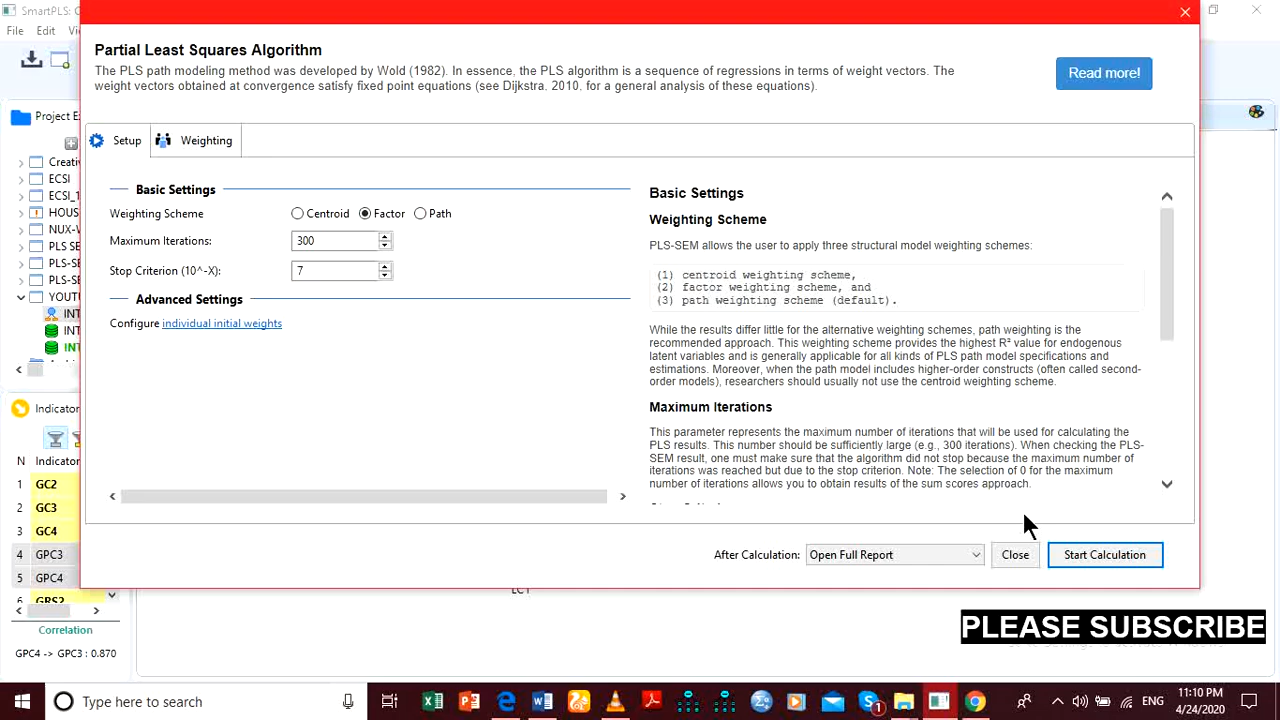 SmartPLS:
File Edit Vi
Partial Least Squares Algorithm
The PLS path modeling method was developed by Wold (1982). In essence, the PLS algorithm is a sequence of regressions in terms of weight vectors. The
weight vectors obtained at convergence satisfy fixed point equations (see Dijkstra. 2010. for a general analysis of these equations).
Read more!
Project Ex
Creati
ECSI
ECSI_1
HOUS
NUX-W
PLS SE
PLS-SE
PLS-S
YOUTU
INT
INT
INT
Setup
Weighting
Basic Settings
Weighting Scheme Centroid Factor Path
Maximum Iterations: 300
Stop Criterion (10^-X): 7
Advanced Settings
Configure individual initial weights
Basic Settings
Weighting Scheme
PLS-SEM allows the user to apply three structural model weighting schemes:
(1) centroid weighting scheme,
(2) factor weighting scheme, and
(3) path weighting scheme (default).
While the results differ little for the alternative weighting schemes, path weighting is the
recommended approach. This weighting scheme provides the highest R² value for endogenous
latent variables and is generally applicable for all kinds of PLS path model specifications and
estimations. Moreover, when the path model includes higher-order constructs (often called second-
order models), researchers should usually not use the centroid weighting scheme.
Maximum Iterations
This parameter represents the maximum number of iterations that will be used for calculating the
PLS results. This number should be sufficiently large (e.g., 300 iterations). When checking the PLS-
SEM result, one must make sure that the algorithm did not stop because the maximum number of
iterations was reached but due to the stop criterion. Note: The selection of 0 for the maximum
number of iterations allows you to obtain results of the sum scores approach.
Indicator
N Indicator
1 GC2
2 GC3
3 GC4
4 GPC3
5 GPC4
6 GRS2
Correlation
GPC4 -> GPC3 : 0.870
After Calculation: Open Full Report Close Start Calculation
LCT
PLEASE SUBSCRIBE
Type here to search
1
ENG
11:10 PM
4/24/2020